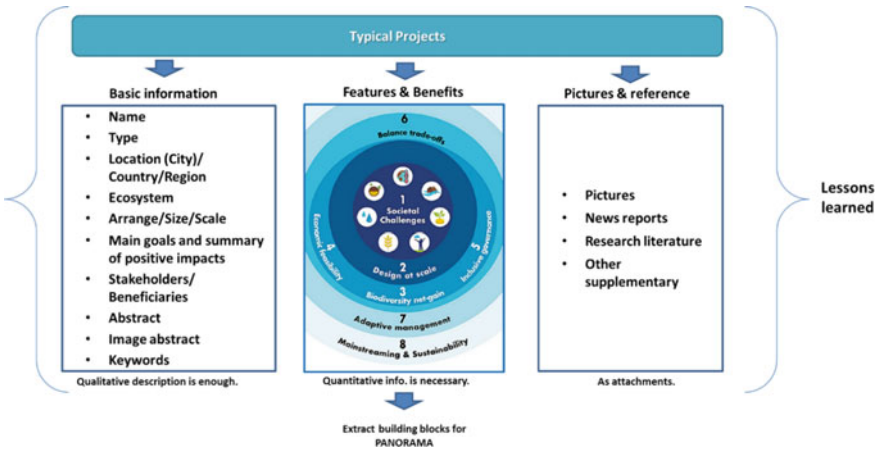 Typical Projects
Basic information
• Name
• Type
• Location (City)/
Country/Region
• Ecosystem
• Arrange/Size/Scale
• Main goals and summary
of positive impacts
• Stakeholders/
Beneficiaries
• Abstract
• Image abstract
• Keywords
Qualitative description is enough.
Features & Benefits
6
Balance trade-offs
1
Societal
Challenges
4
Economic feasibility
5
Inclusive governance
2
Design at scale
3
Biodiversity net-gain
7
Adaptive management
8
Mainstreaming & Sustainability
Quantitative info. is necessary.
Extract building blocks for
PANORAMA
Pictures & reference
• Pictures
• News reports
• Research literature
• Other
supplementary
As attachments.
Lessons
learned